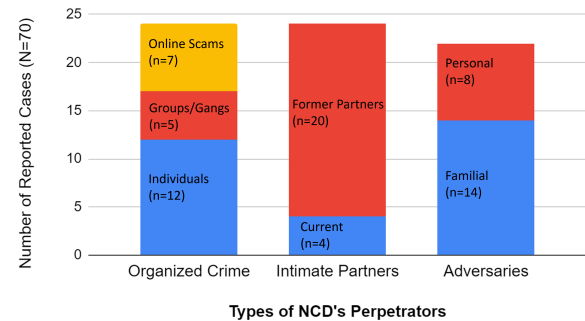 Number of Reported Cases (N=70)
25
20
15
10
5
0
Online Scams
(n=7)
Groups/Gangs
(n=5)
Individuals
(n=12)
Former Partners
(n=20)
Current
(n=4)
Personal
(n=8)
Familial
(n=14)
Organized Crime
Intimate Partners
Adversaries
Types of NCD's Perpetrators